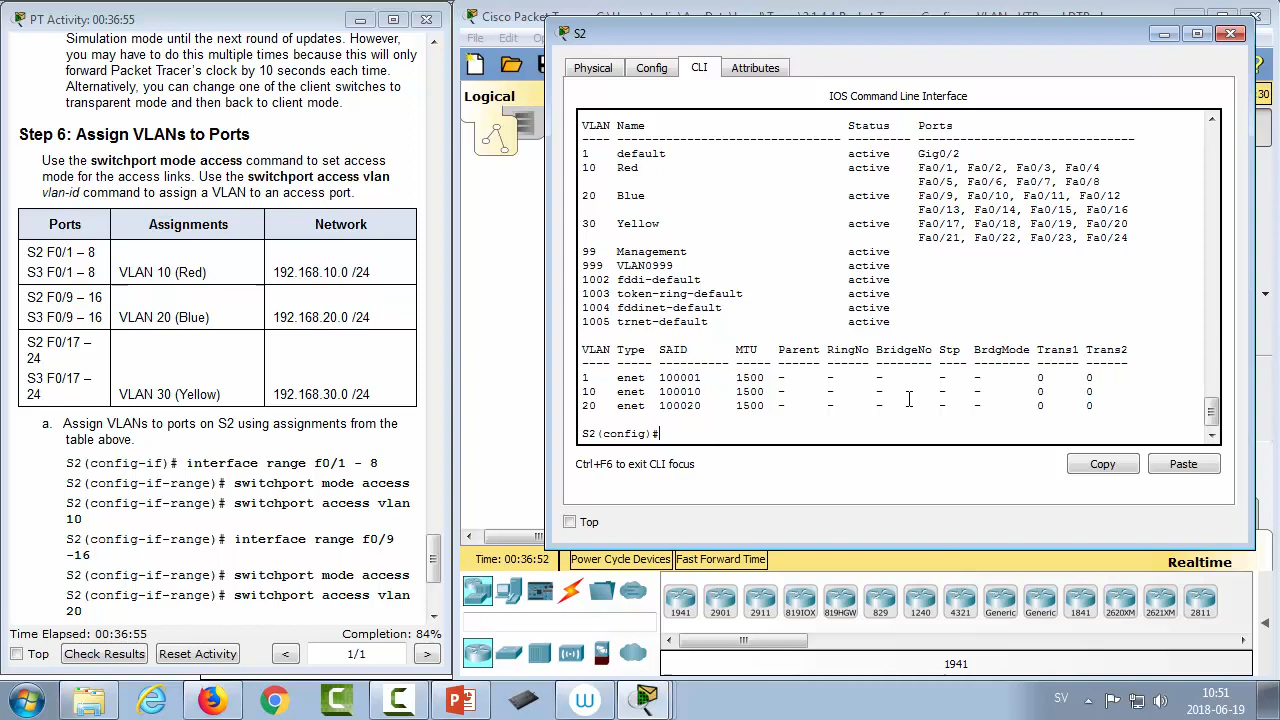 PT Activity: 00:36:55
Simulation mode until the next round of updates. However,
you may have to do this multiple times because this will only
forward Packet Tracer's clock by 10 seconds each time.
Alternatively, you can change one of the client switches to
transparent mode and then back to client mode.
Step 6: Assign VLANs to Ports
Use the switchport mode access command to set access
mode for the access links. Use the switchport access vlan
vlan-id command to assign a VLAN to an access port.
Ports Assignments Network
S2 F0/1 – 8
S3 F0/1 – 8 VLAN 10 (Red) 192.168.10.0 /24
S2 F0/9 – 16
S3 F0/9 – 16 VLAN 20 (Blue) 192.168.20.0 /24
S2 F0/17 –
24
S3 F0/17 –
24 VLAN 30 (Yellow) 192.168.30.0 /24
a. Assign VLANs to ports on S2 using assignments from the
table above.
S2(config-if)# interface range f0/1 - 8
S2(config-if-range)# switchport mode access
S2(config-if-range)# switchport access vlan
10
S2(config-if-range)# interface range f0/9
-16
S2(config-if-range)# switchport mode access
S2(config-if-range)# switchport access vlan
20
Time Elapsed: 00:36:55 Completion: 84%
Top Check Results Reset Activity < 1/1 >
Cisco Packet
File Edit
Logical
30
S2
Physical Config CLI Attributes
IOS Command Line Interface
VLAN Name Status Ports
---- -------------------------------- --------- -------------------------------
1 default active Gig0/2
10 Red active Fa0/1, Fa0/2, Fa0/3, Fa0/4
Fa0/5, Fa0/6, Fa0/7, Fa0/8
20 Blue active Fa0/9, Fa0/10, Fa0/11, Fa0/12
Fa0/13, Fa0/14, Fa0/15, Fa0/16
30 Yellow active Fa0/17, Fa0/18, Fa0/19, Fa0/20
Fa0/21, Fa0/22, Fa0/23, Fa0/24
99 Management active
999 VLAN0999 active
1002 fddi-default active
1003 token-ring-default active
1004 fddinet-default active
1005 trnet-default active
VLAN Type SAID MTU Parent RingNo BridgeNo Stp BrdgMode Trans1 Trans2
---- ----- ---------- ----- ------ ------ -------- ---- -------- ------ ------
1 enet 100001 1500 - - - - - 0 0
10 enet 100010 1500 - - - - - 0 0
20 enet 100020 1500 - - - - - 0 0
S2(config)#
Ctrl+F6 to exit CLI focus Copy Paste
Top
Time: 00:36:52 Power Cycle Devices Fast Forward Time Realtime
1941 2901 2911 819IOX 819HGW 829 1240 4321 Generic Generic 1841 2620XM 2621XM 2811
1941
SV 10:51
2018-06-19